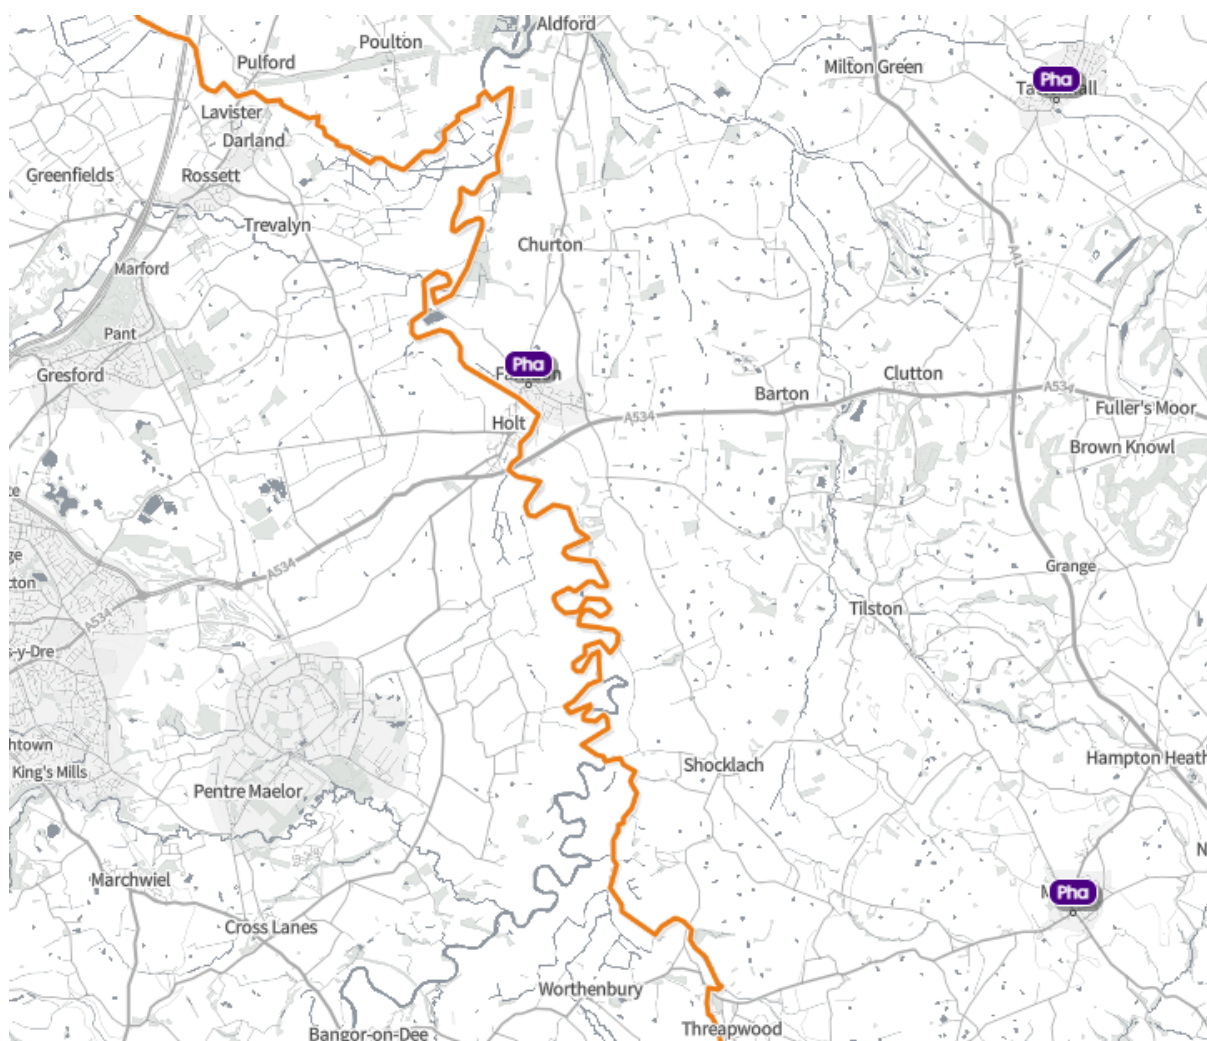 Aldford
Poulton
Pulford
Milton Green
Pha
Lavister
Darland
Greenfields
Rossett
Trevalyn
Churton
A41
Marford
Pant
Pha
Gresford
Clutton
A534
Barton
Fuller's Moor
A534
Holt
Brown Knowl
A534
Grange
A534
Tilston
s-y-Dre
htown
King's Mills
Shocklach
Hampton Heath
Pentre Maelor
Marchwiel
Pha
Cross Lanes
Worthenbury
Threapwood
Bangor-on-Dee